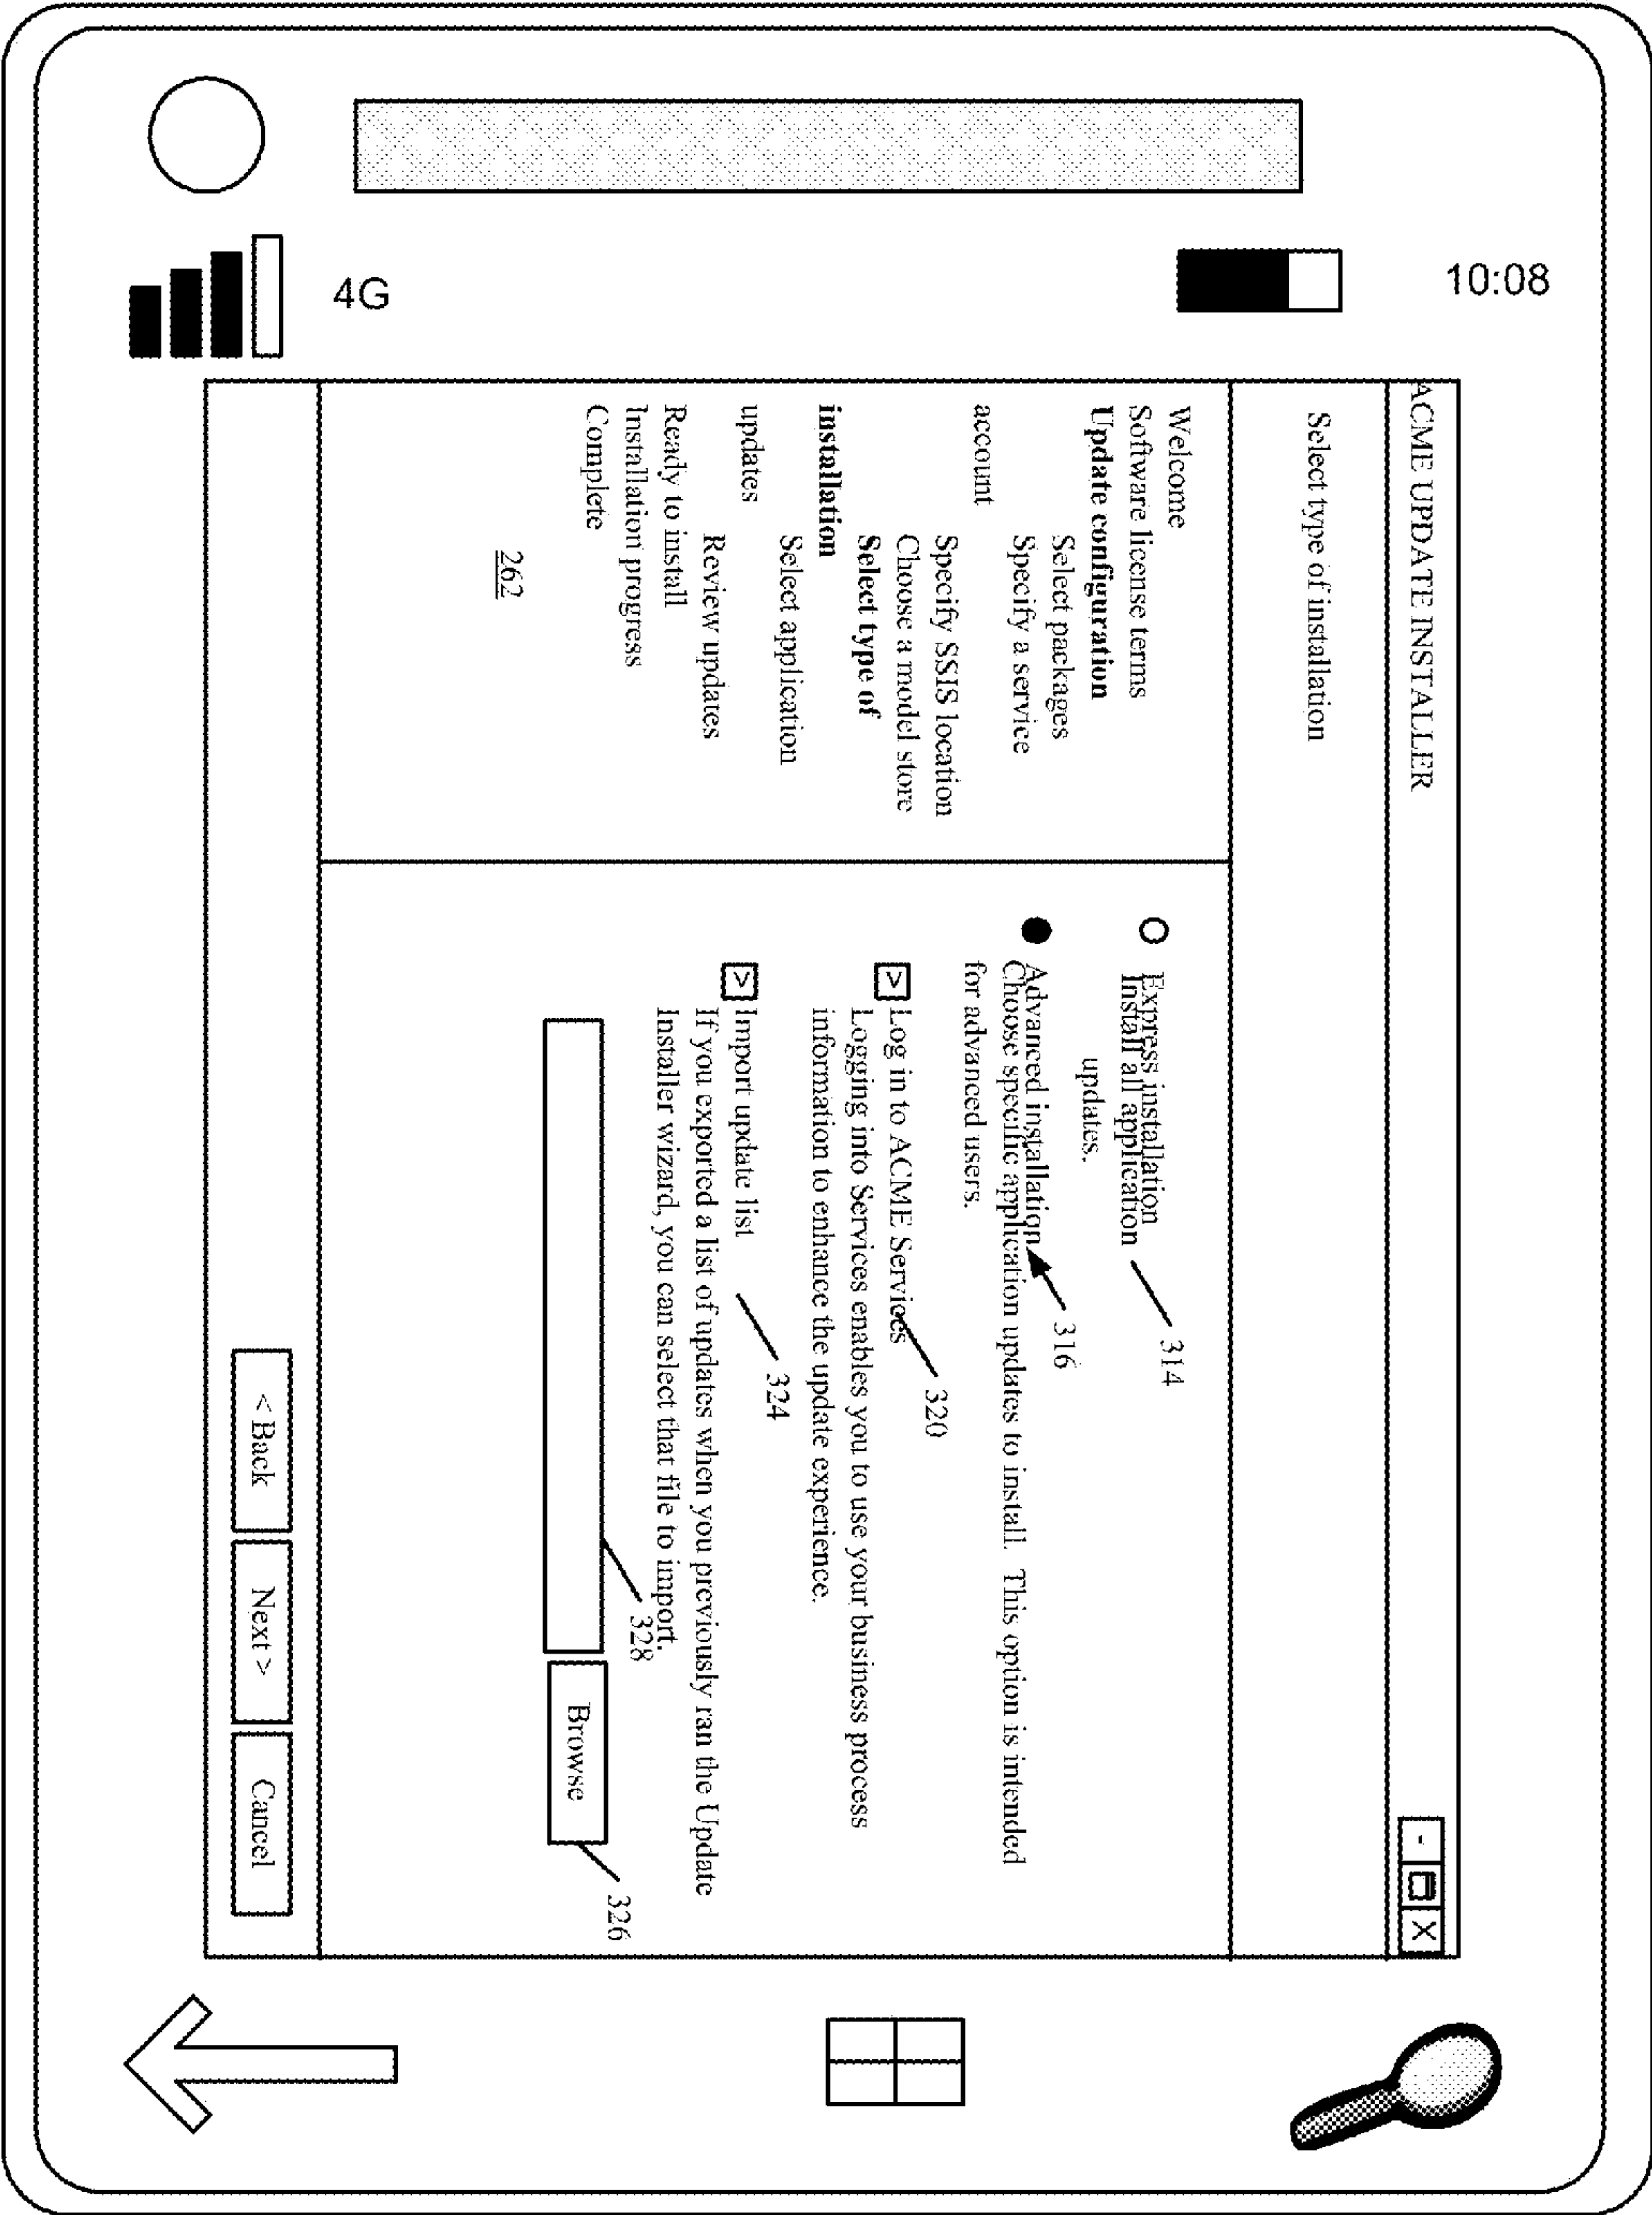 4G
10:08
ACME UPDATE INSTALLER
- X
Select type of installation
Welcome
Software license terms
Update configuration
Select packages
Specify a service
account
Specify SSIS location
Choose a model store
Select type of
installation
Select application
updates
Review updates
Ready to install
Installation progress
Complete
262
Express installation
Install all application
updates.
314
Advanced installation
Choose specific application updates to install. This option is intended
for advanced users.
316
> Log in to ACME Services
Logging into Services enables you to use your business process
information to enhance the update experience.
320
> Import update list
If you exported a list of updates when you previously ran the Update
Installer wizard, you can select that file to import.
324
328
Browse
326
< Back
Next >
Cancel